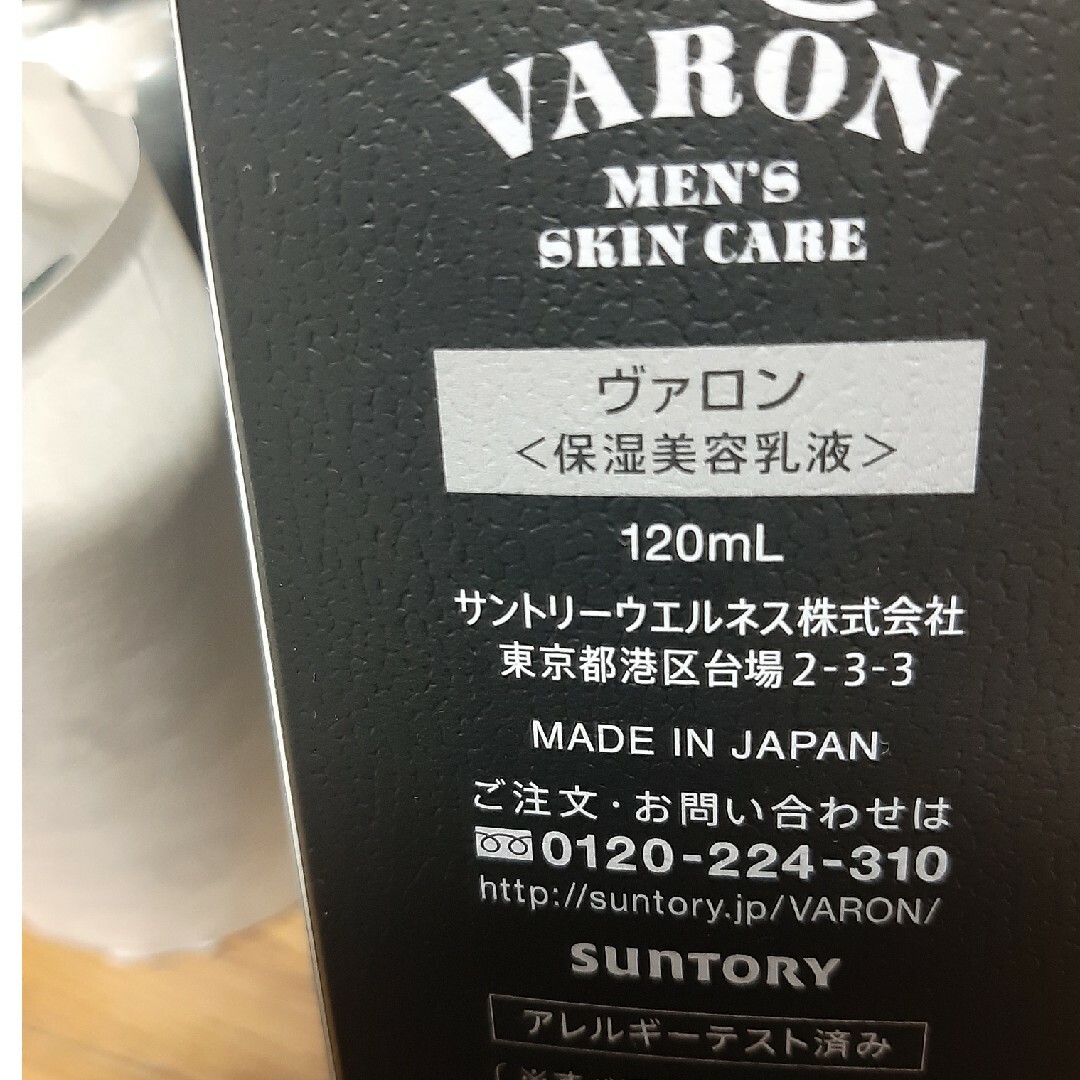 VARON
MEN'S
SKIN CARE
ヴァロン
＜保湿美容乳液＞
120mL
サントリーウエルネス株式会社
東京都港区台場2-3-3
MADE IN JAPAN
ご注文・お問い合わせは
0120-224-310
http://suntory.jp/VARON/
SUNTORY
アレルギーテスト済み